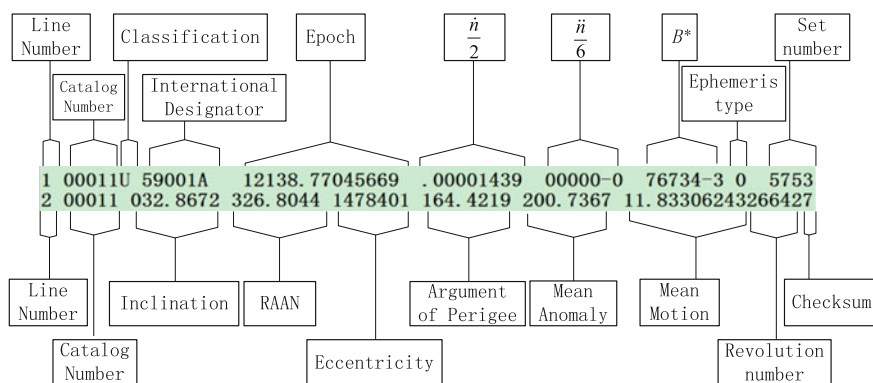 Line
Number
Classification
Epoch
ṅ
2
n̈
6
B*
Set
number
Catalog
Number
International
Designator
Ephemeris
type
1 00011U 59001A 12138.77045669 .00001439 00000-0 76734-3 0 5753
2 00011 032.8672 326.8044 1478401 164.4219 200.7367 11.83306243266427
Line
Number
Inclination
RAAN
Argument
of Perigee
Mean
Anomaly
Mean
Motion
Checksum
Catalog
Number
Eccentricity
Revolution
number